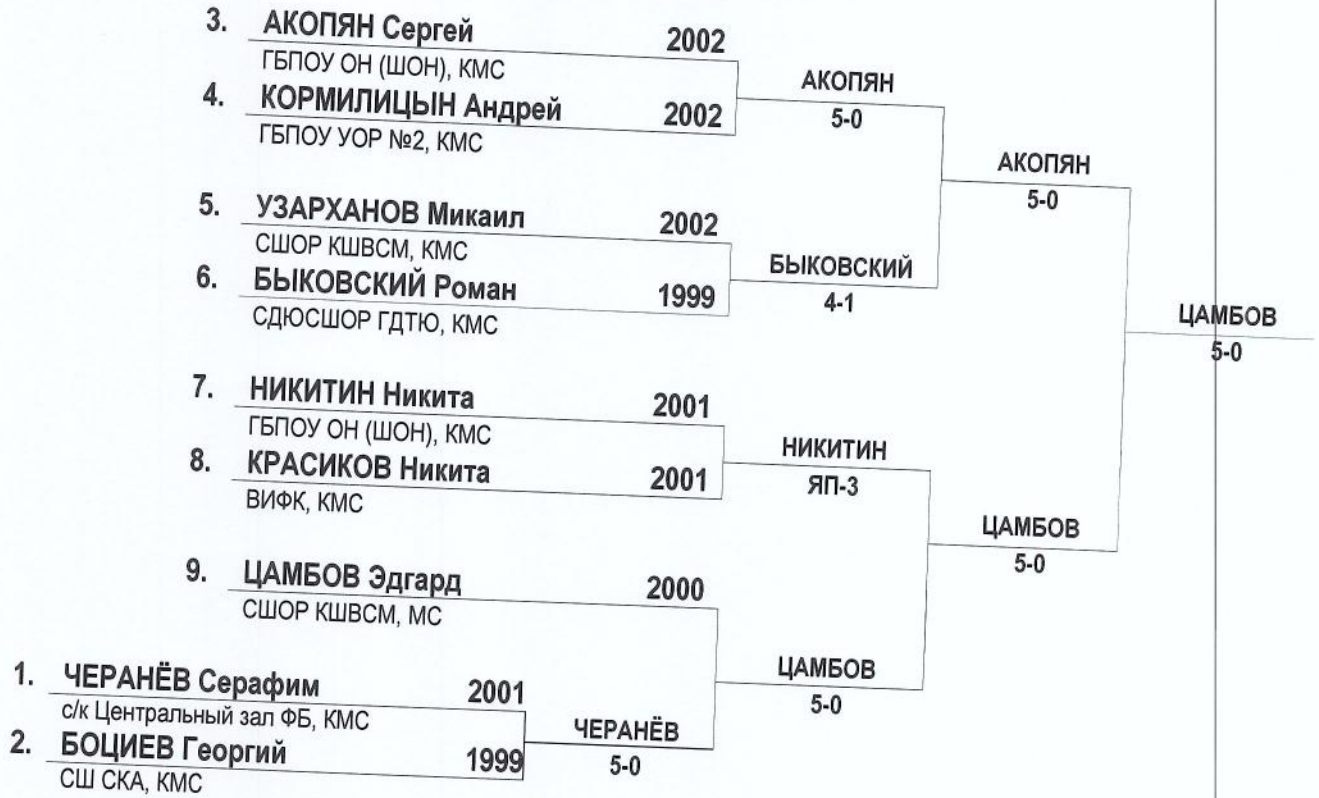 3. АКОПЯН Сергей 2002
ГБПОУ ОН (ШОН), КМС
АКОПЯН
5-0
4. КОРМИЛИЦЫН Андрей 2002
ГБПОУ УОР №2, КМС
АКОПЯН
5-0
5. УЗАРХАНОВ Микаил 2002
СШОР КШВСМ, КМС
БЫКОВСКИЙ
4-1
6. БЫКОВСКИЙ Роман 1999
СДЮСШОР ГДТЮ, КМС
ЦАМБОВ
5-0
7. НИКИТИН Никита 2001
ГБПОУ ОН (ШОН), КМС
НИКИТИН
ЯП-3
8. КРАСИКОВ Никита 2001
ВИФК, КМС
ЦАМБОВ
5-0
9. ЦАМБОВ Эдгард 2000
СШОР КШВСМ, МС
ЦАМБОВ
5-0
1. ЧЕРАНЁВ Серафим 2001
с/к Центральный зал ФБ, КМС
ЧЕРАНЁВ
5-0
2. БОЦИЕВ Георгий 1999
СШ СКА, КМС